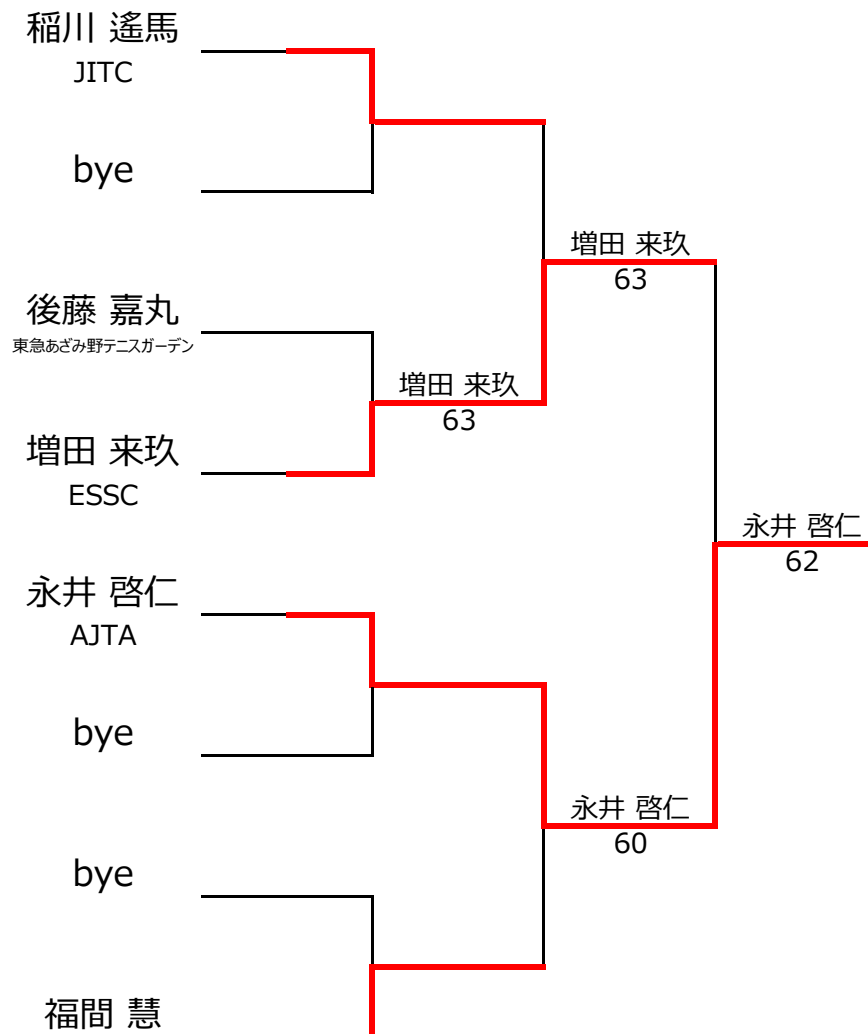 稲川 遙馬
JITC
bye
増田 来玖
63
後藤 嘉丸
東急あざみ野テニスガーデン
増田 来玖
63
増田 来玖
ESSC
永井 啓仁
62
永井 啓仁
AJTA
bye
永井 啓仁
60
bye
福間 慧